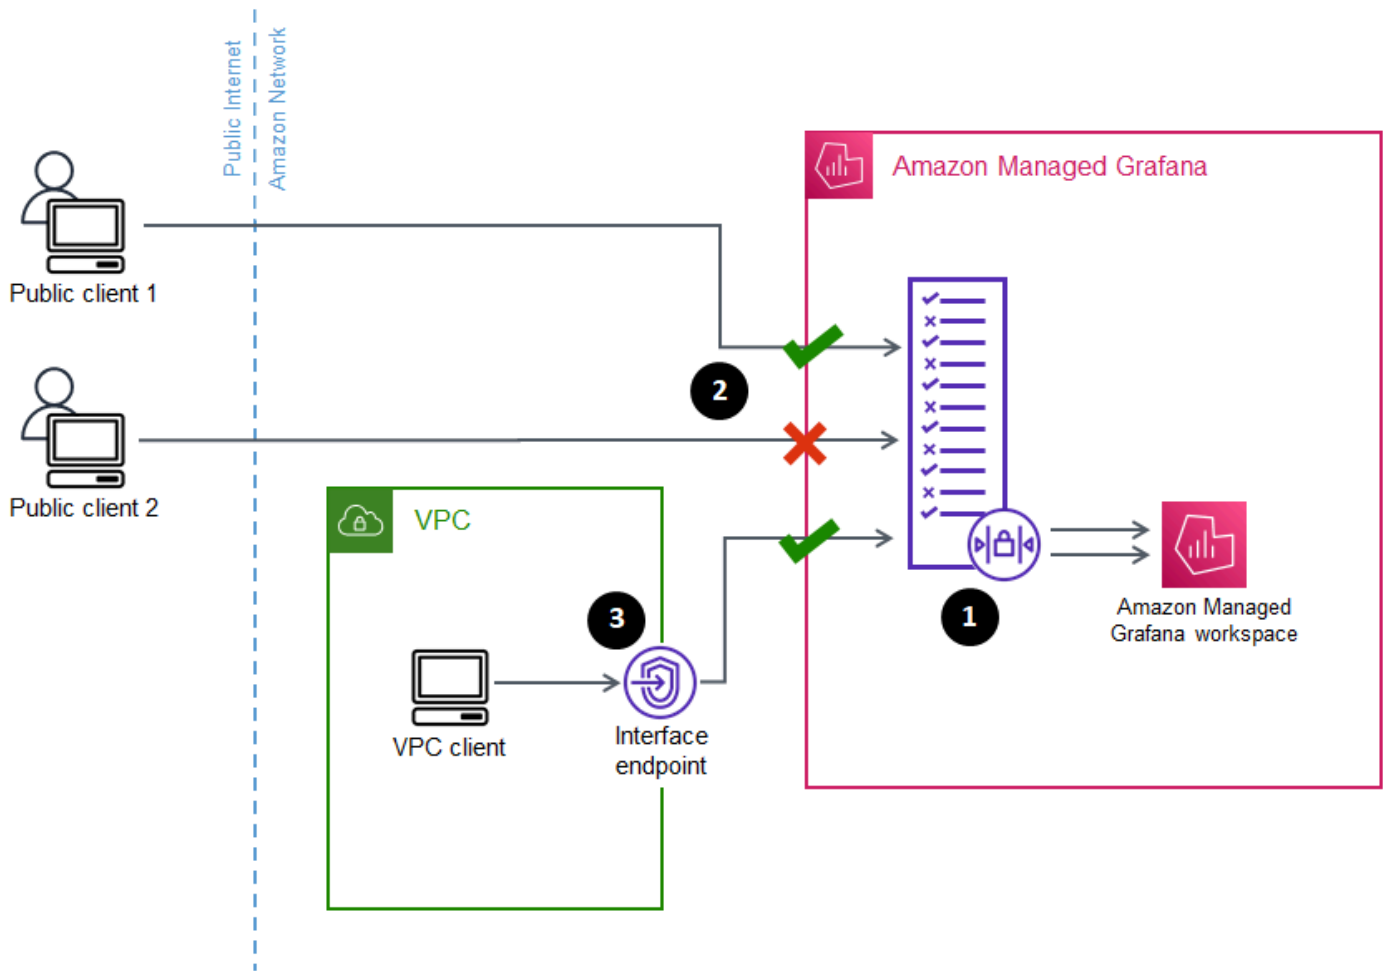 Public Internet
Amazon Network
Amazon Managed Grafana
Public client 1
2
Public client 2
VPC
3
1
Amazon Managed
Grafana workspace
VPC client
Interface
endpoint